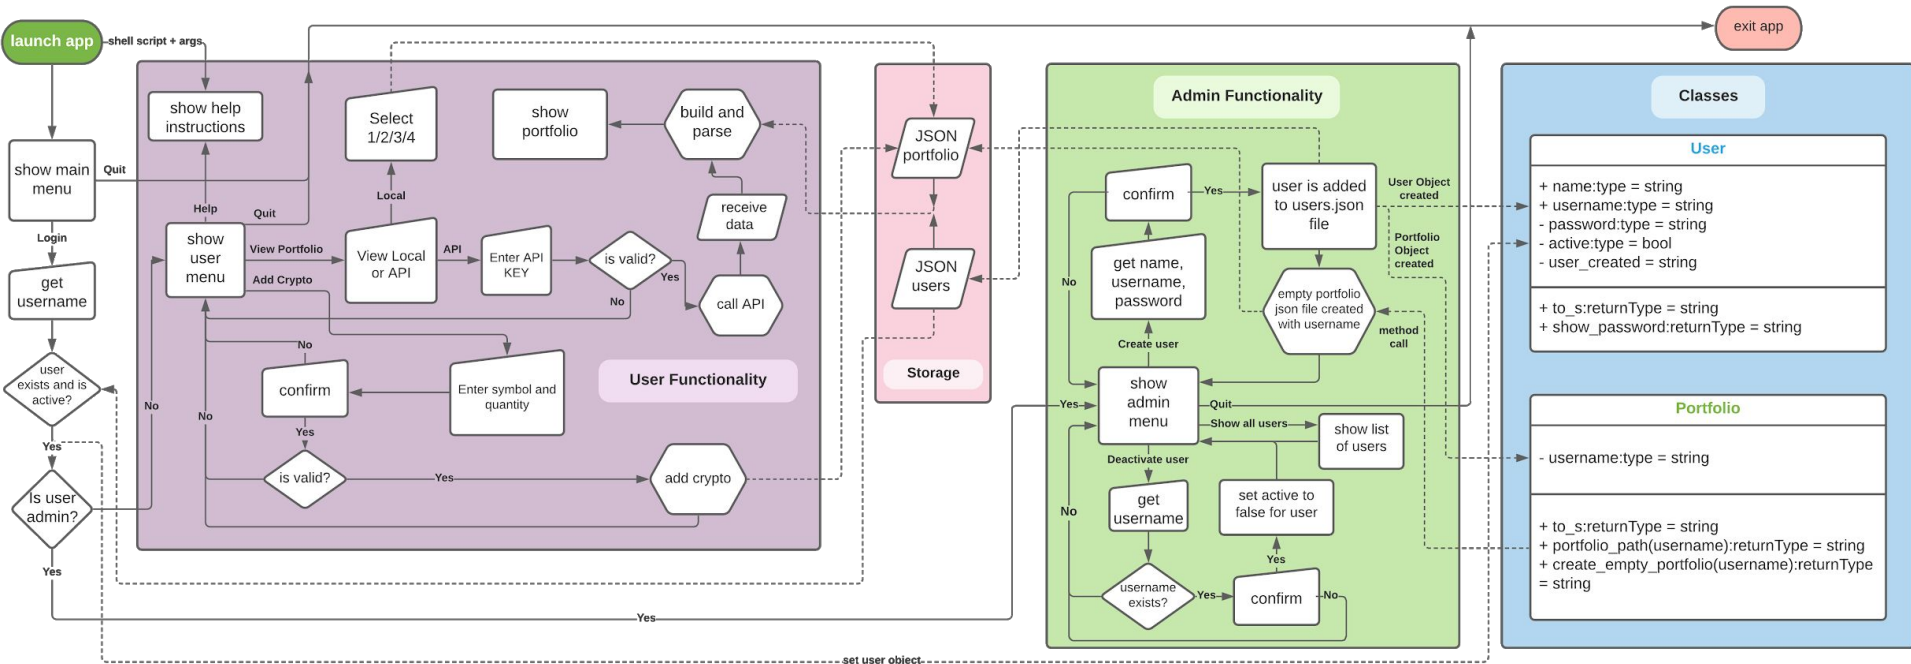 launch app
shell script + args
exit app
show main
menu
Quit
Login
get
username
user
exists and is
active?
Yes
Is user
admin?
No
Yes
Yes
set user object
show help
instructions
Help
show
user
menu
Quit
View Portfolio
Add Crypto
Select
1/2/3/4
Local
View Local
or API
API
Enter API
KEY
is valid?
Yes
No
call API
receive
data
build and
parse
show
portfolio
No
confirm
Enter symbol and
quantity
Yes
No
is valid?
Yes
add crypto
User Functionality
JSON
portfolio
JSON
users
Storage
Admin Functionality
confirm
Yes
user is added
to users.json
file
get name,
username,
password
No
Create user
empty portfolio
json file created
with username
User Object
created
Portfolio
Object
created
method
call
Yes
show
admin
menu
Quit
Show all users
show list
of users
Deactivate user
get
username
set active to
false for user
No
Yes
username
exists?
Yes
confirm
No
Classes
User
+ name:type = string
+ username:type = string
- password:type = string
- active:type = bool
- user_created = string
+ to_s:returnType = string
+ show_password:returnType = string
Portfolio
- username:type = string
+ to_s:returnType = string
+ portfolio_path(username):returnType = string
+ create_empty_portfolio(username):returnType
= string